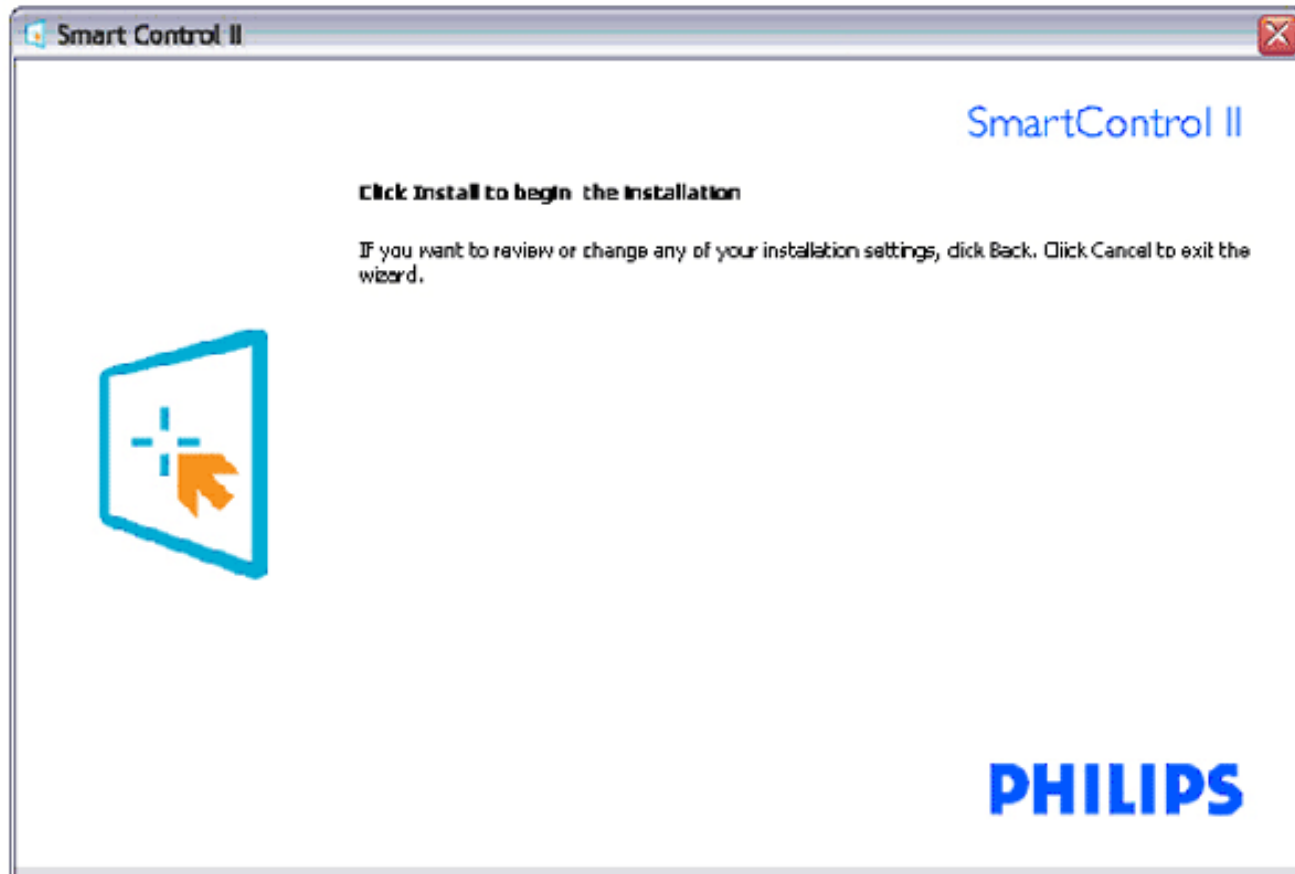 Smart Control II
SmartControl II
Click Install to begin the installation
If you want to review or change any of your installation settings, click Back. Click Cancel to exit the
wizard.
PHILIPS